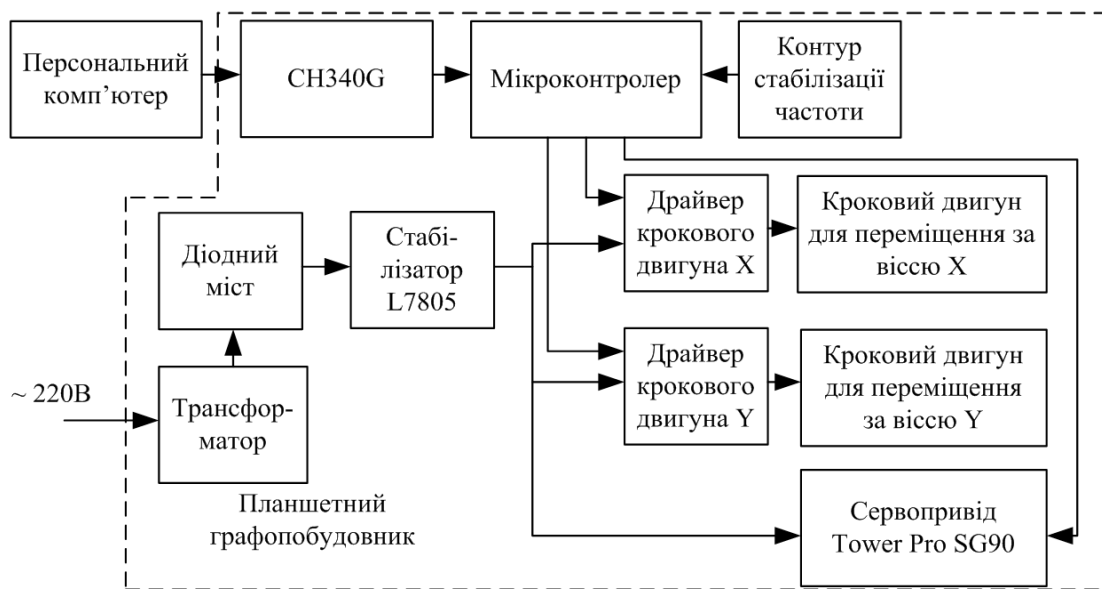 Персональний
комп’ютер
CH340G
Мікроконтролер
Контур
стабілізації
частоти
Драйвер
крокового
двигуна X
Кроковий двигун
для переміщення за
віссю X
Діодний
міст
Стабі-
лізатор
L7805
Драйвер
крокового
двигуна Y
Кроковий двигун
для переміщення
за віссю Y
~ 220В
Трансфор-
матор
Планшетний
графопобудовник
Сервопривід
Tower Pro SG90